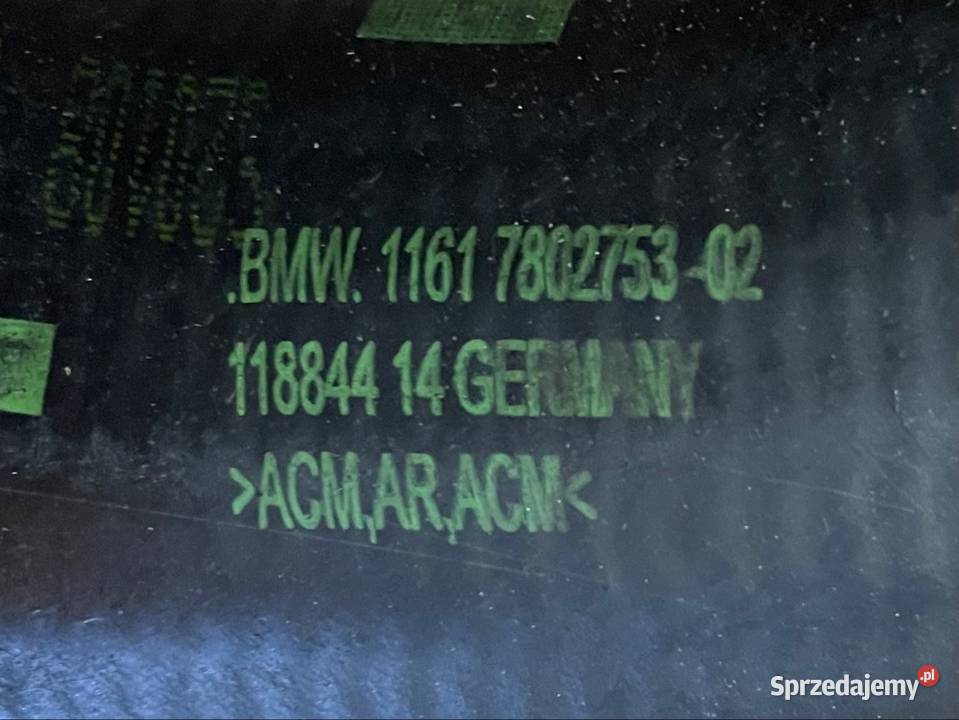 .BMW. 1161 7802753-02
118844 14 GERMANY
>ACM,AR,ACM<
Sprzedajemy.pl